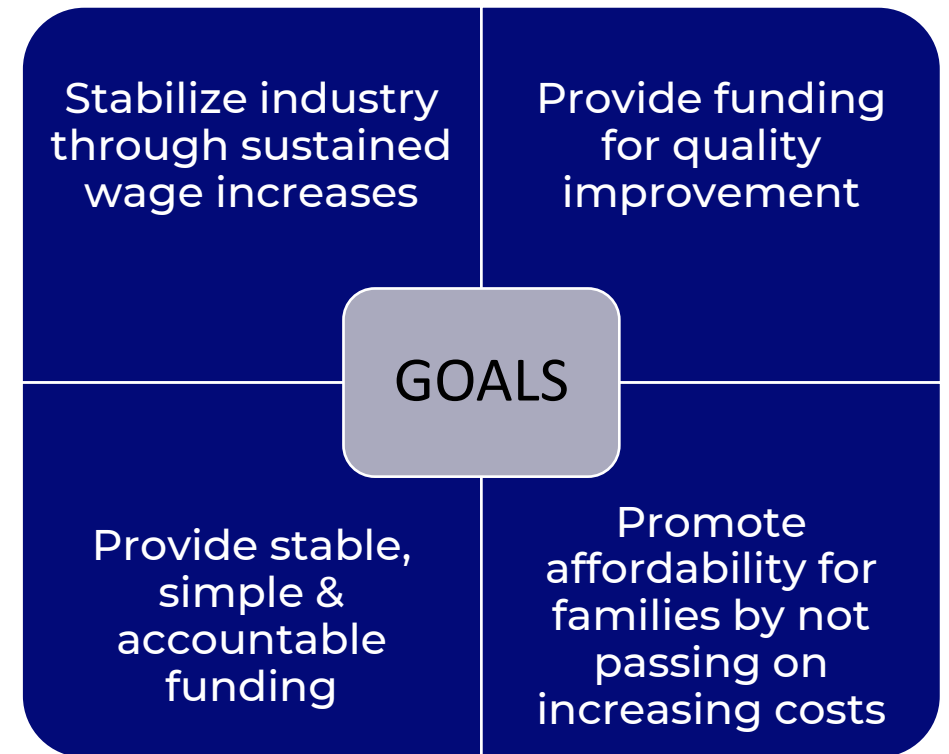 Stabilize industry
through sustained
wage increases
Provide funding
for quality
improvement
GOALS
Provide stable,
simple &
accountable
funding
Promote
affordability for
families by not
passing on
increasing costs